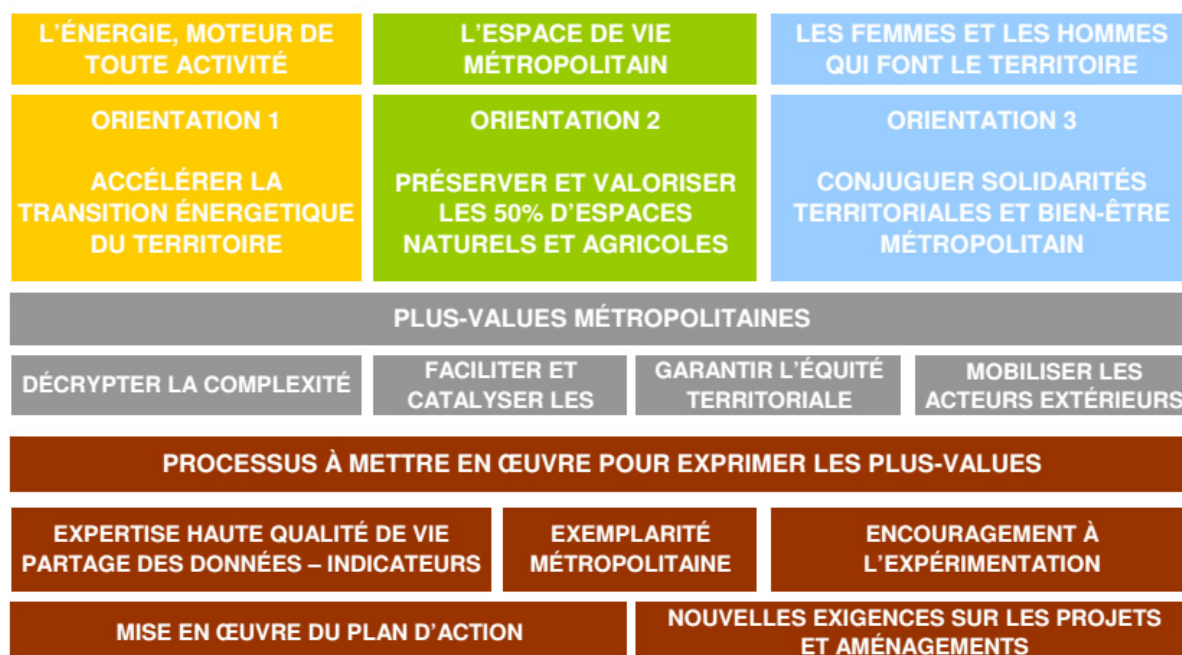 L'ÉNERGIE, MOTEUR DE
TOUTE ACTIVITÉ
L'ESPACE DE VIE
MÉTROPOLITAIN
LES FEMMES ET LES HOMMES
QUI FONT LE TERRITOIRE
ORIENTATION 1
ACCÉLÉRER LA
TRANSITION ÉNERGETIQUE
DU TERRITOIRE
ORIENTATION 2
PRÉSERVER ET VALORISER
LES 50% D'ESPACES
NATURELS ET AGRICOLES
ORIENTATION 3
CONJUGUER SOLIDARITÉS
TERRITORIALES ET BIEN-ÊTRE
MÉTROPOLITAIN
PLUS-VALUES MÉTROPOLITAINES
DÉCRYPTER LA COMPLEXITÉ
FACILITER ET
CATALYSER LES
GARANTIR L'ÉQUITÉ
TERRITORIALE
MOBILISER LES
ACTEURS EXTÉRIEURS
PROCESSUS À METTRE EN ŒUVRE POUR EXPRIMER LES PLUS-VALUES
EXPERTISE HAUTE QUALITÉ DE VIE
PARTAGE DES DONNÉES – INDICATEURS
EXEMPLARITÉ
MÉTROPOLITAINE
ENCOURAGEMENT À
L'EXPÉRIMENTATION
MISE EN ŒUVRE DU PLAN D'ACTION
NOUVELLES EXIGENCES SUR LES PROJETS
ET AMÉNAGEMENTS